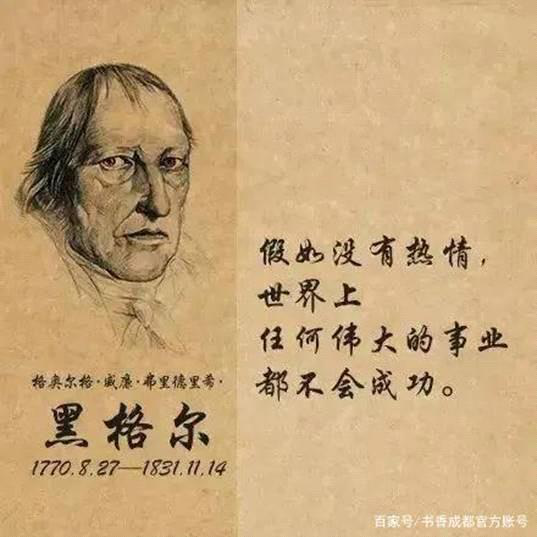 假如没有热情，
世界上
任何伟大的事业
都不会成功。
格奥尔格·威廉·弗里德里希·
黑格尔
1770.8.27—1831.11.14
百家号/书香成都官方账号